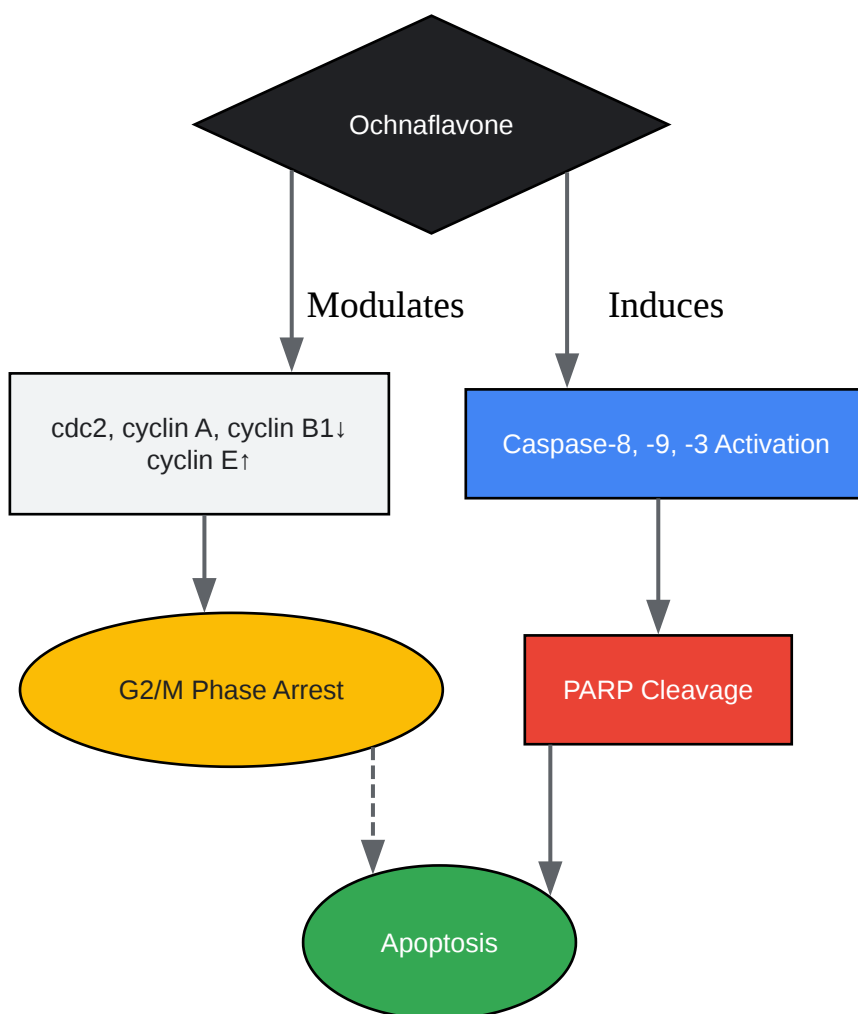 Ochnaflavone
Modulates
Induces
cdc2, cyclin A, cyclin B1↓
cyclin E↑
Caspase-8, -9, -3 Activation
G2/M Phase Arrest
PARP Cleavage
Apoptosis